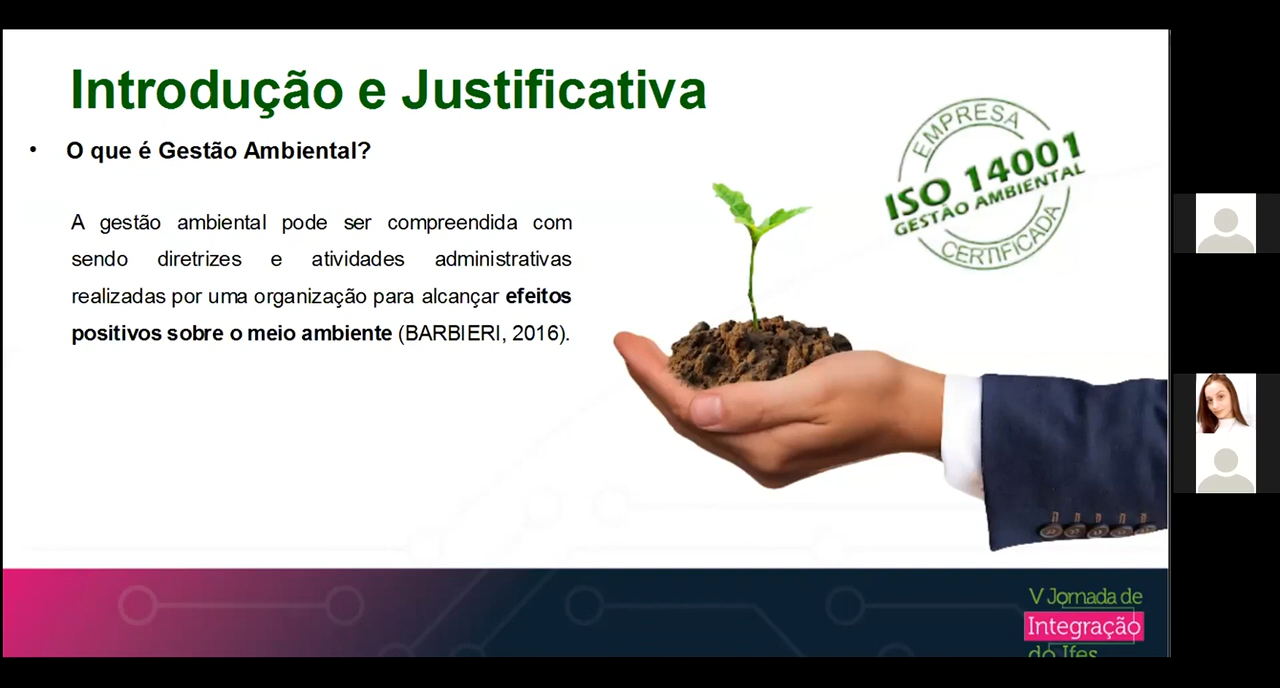 Introdução e Justificativa
• O que é Gestão Ambiental?
A gestão ambiental pode ser compreendida com
sendo diretrizes e atividades administrativas
realizadas por uma organização para alcançar efeitos
positivos sobre o meio ambiente (BARBIERI, 2016).
EMPRESA
ISO 14001
GESTÃO AMBIENTAL
CERTIFICADA
V Jornada de
Integração
do Ifes